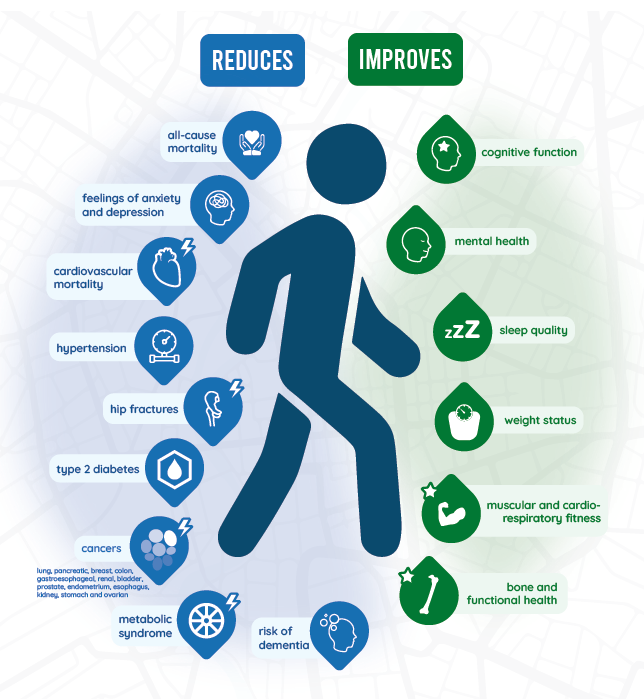 REDUCES
IMPROVES
all-cause
mortality
feelings of anxiety
and depression
cardiovascular
mortality
hypertension
hip fractures
type 2 diabetes
cancers
lung, pancreatic, breast, colon,
gastroesophageal, renal, bladder,
prostate, endometrium, esophagus,
kidney, stomach and ovarian
metabolic
syndrome
risk of
dementia
cognitive function
mental health
zzZ
sleep quality
weight status
muscular and cardio-
respiratory fitness
bone and
functional health